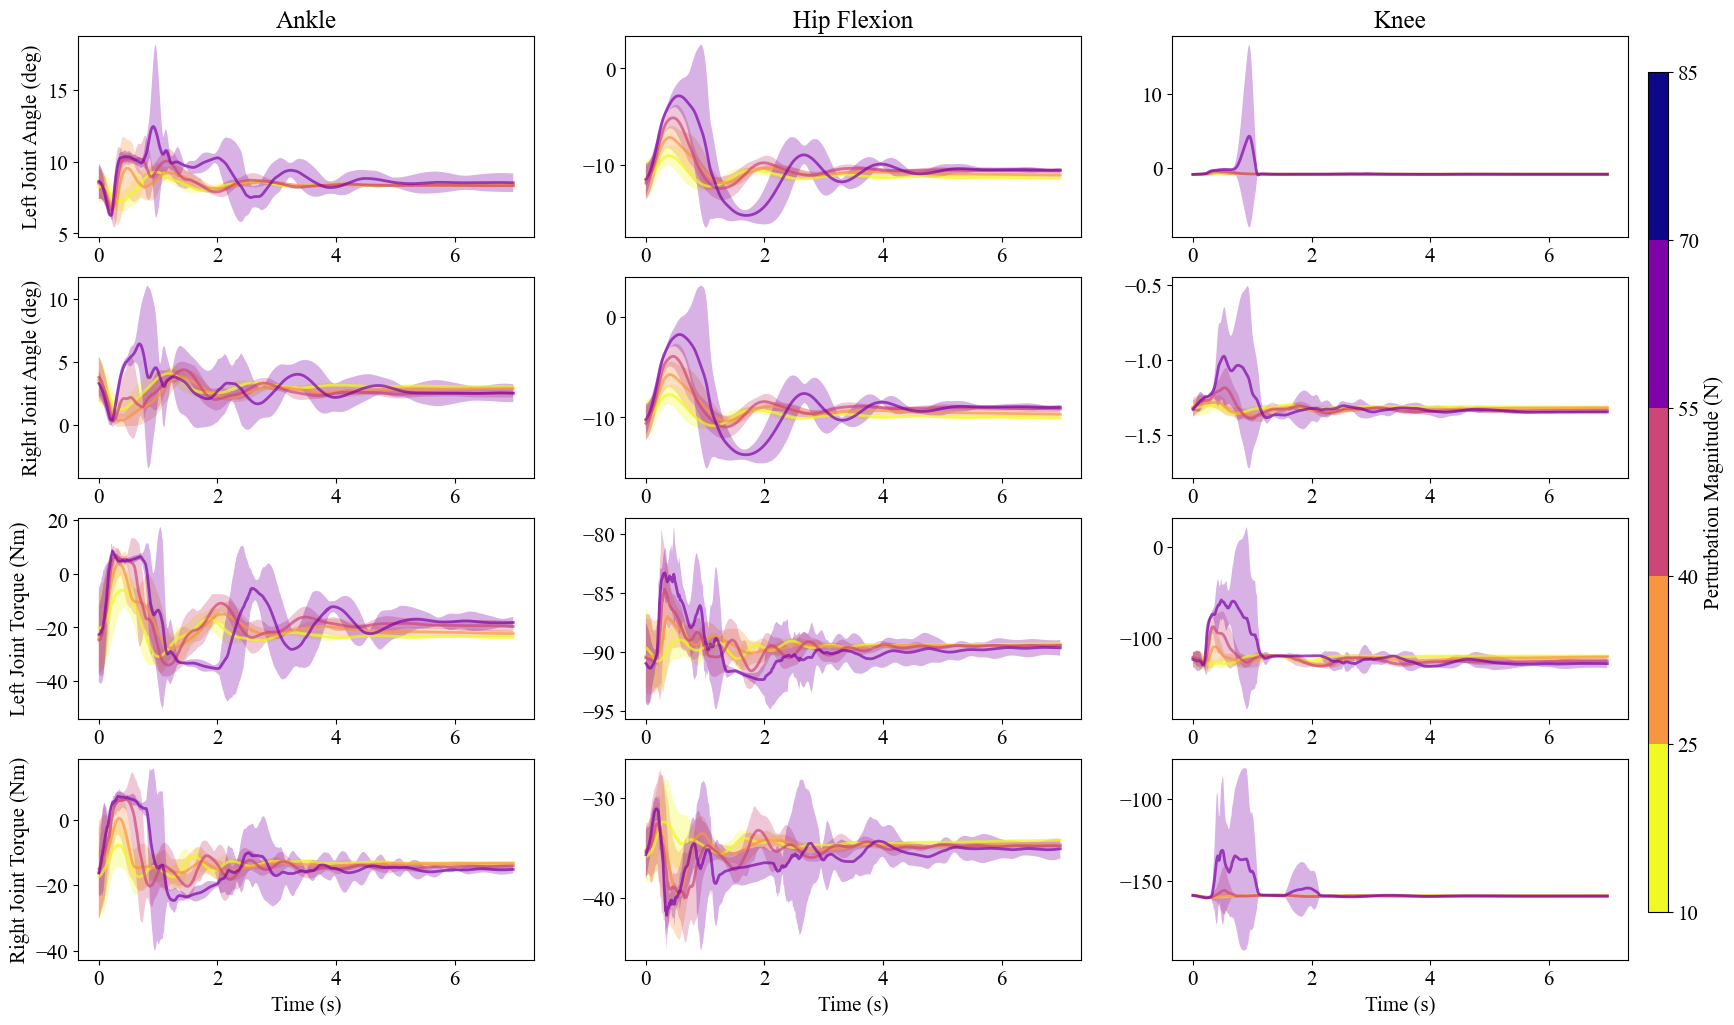 Ankle
Hip Flexion
Knee
Left Joint Angle (deg)
15
10
5
0 2 4 6
0
−10
0 2 4 6
10
0
0 2 4 6
Right Joint Angle (deg)
10
5
0
0 2 4 6
0
−10
0 2 4 6
−0.5
−1.0
−1.5
0 2 4 6
Left Joint Torque (Nm)
20
0
−20
−40
0 2 4 6
−80
−85
−90
−95
0 2 4 6
0
−100
0 2 4 6
Right Joint Torque (Nm)
0
−20
−40
0 2 4 6
Time (s)
−30
−40
0 2 4 6
Time (s)
−100
−150
0 2 4 6
Time (s)
85
70
55
40
25
10
Perturbation Magnitude (N)